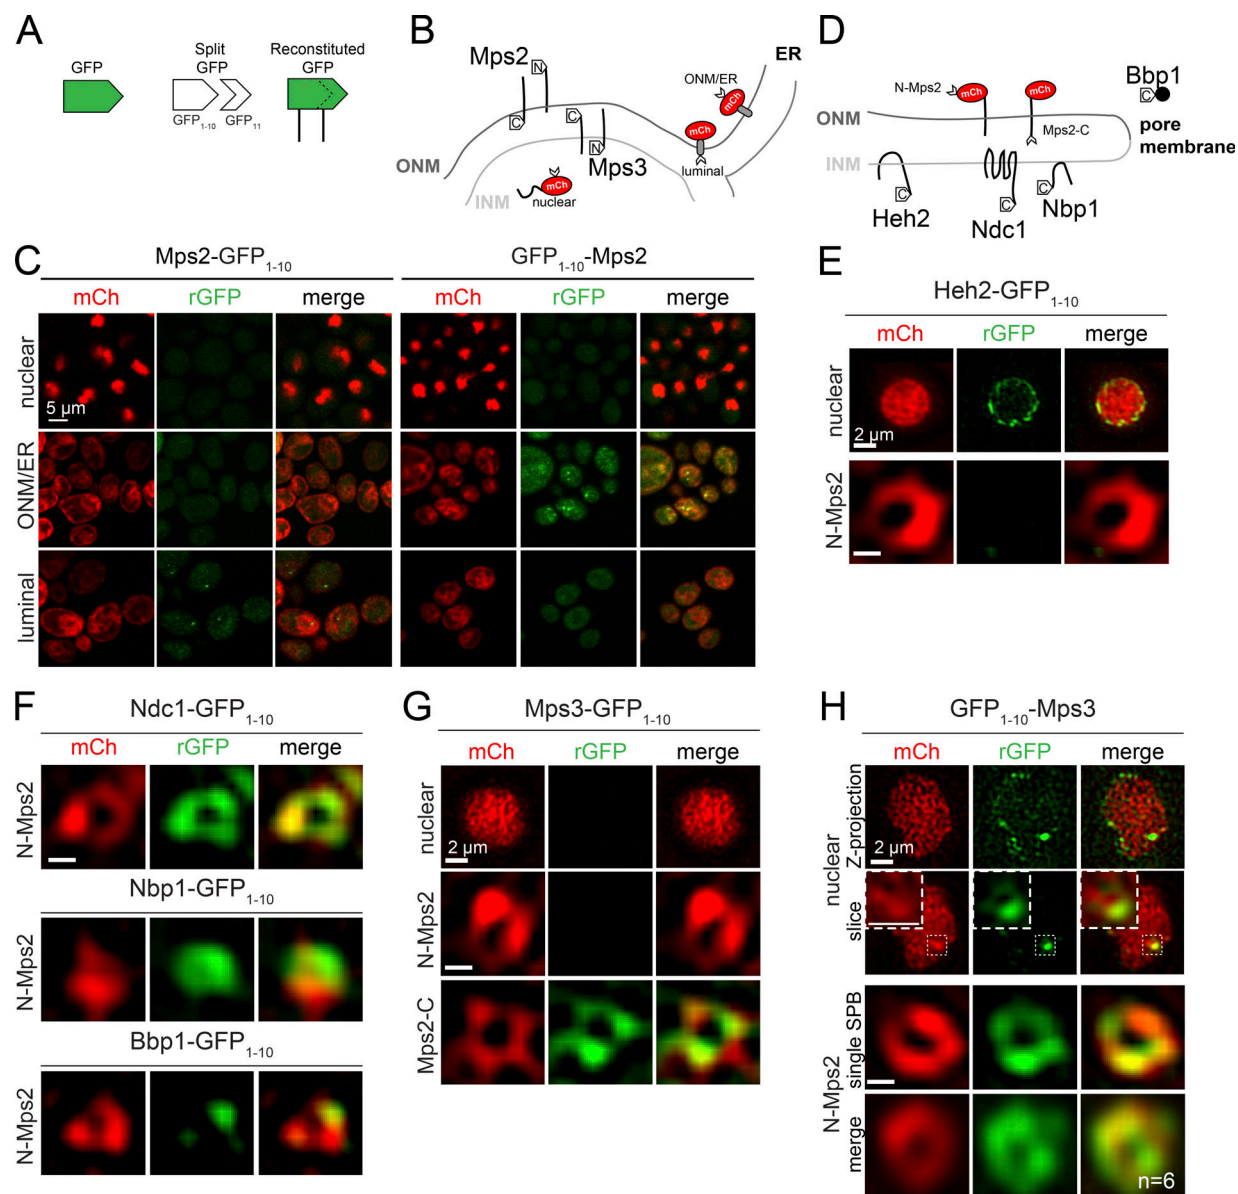 A
GFP
Split
GFP
GFP1-10
GFP11
Reconstituted
GFP
B
Mps2
N
C
C
N
Mps3
ONM
INM
mCh
nuclear
ONM/ER
mCh
mCh
luminal
ER
D
N-Mps2
mCh
mCh
Mps2-C
Bbp1
C
pore
membrane
ONM
INM
C
Heh2
C
Ndc1
C
Nbp1
C
Mps2-GFP1-10
GFP1-10-Mps2
mCh rGFP merge mCh rGFP merge
nuclear
5 µm
ONM/ER
luminal
E
Heh2-GFP1-10
mCh rGFP merge
nuclear
2 µm
N-Mps2
F
Ndc1-GFP1-10
mCh rGFP merge
N-Mps2
Nbp1-GFP1-10
N-Mps2
Bbp1-GFP1-10
N-Mps2
G
Mps3-GFP1-10
mCh rGFP merge
nuclear
2 µm
N-Mps2
Mps2-C
H
GFP1-10-Mps3
mCh rGFP merge
nuclear
Z-projection
2 µm
slice
N-Mps2
single SPB
merge
n=6